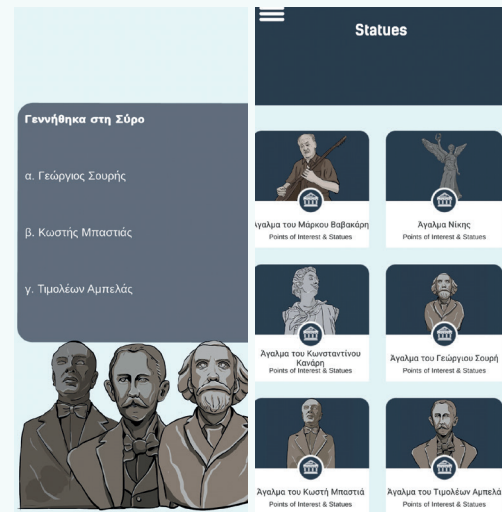 Γεννήθηκα στη Σύρο
α. Γεώργιος Σουρής
β. Κωστής Μπαστιάς
γ. Τιμολέων Αμπελάς
Statues
Άγαλμα του Μάρκου Βαβακάρη
Points of Interest & Statues
Άγαλμα Νίκης
Points of Interest & Statues
Άγαλμα του Κωνσταντίνου
Κανάρη
Points of Interest & Statues
Άγαλμα του Γεώργιου Σουρή
Points of Interest & Statues
Άγαλμα του Κωστή Μπαστιά
Points of Interest & Statues
Άγαλμα του Τιμολέων Αμπελά
Points of Interest & Statues